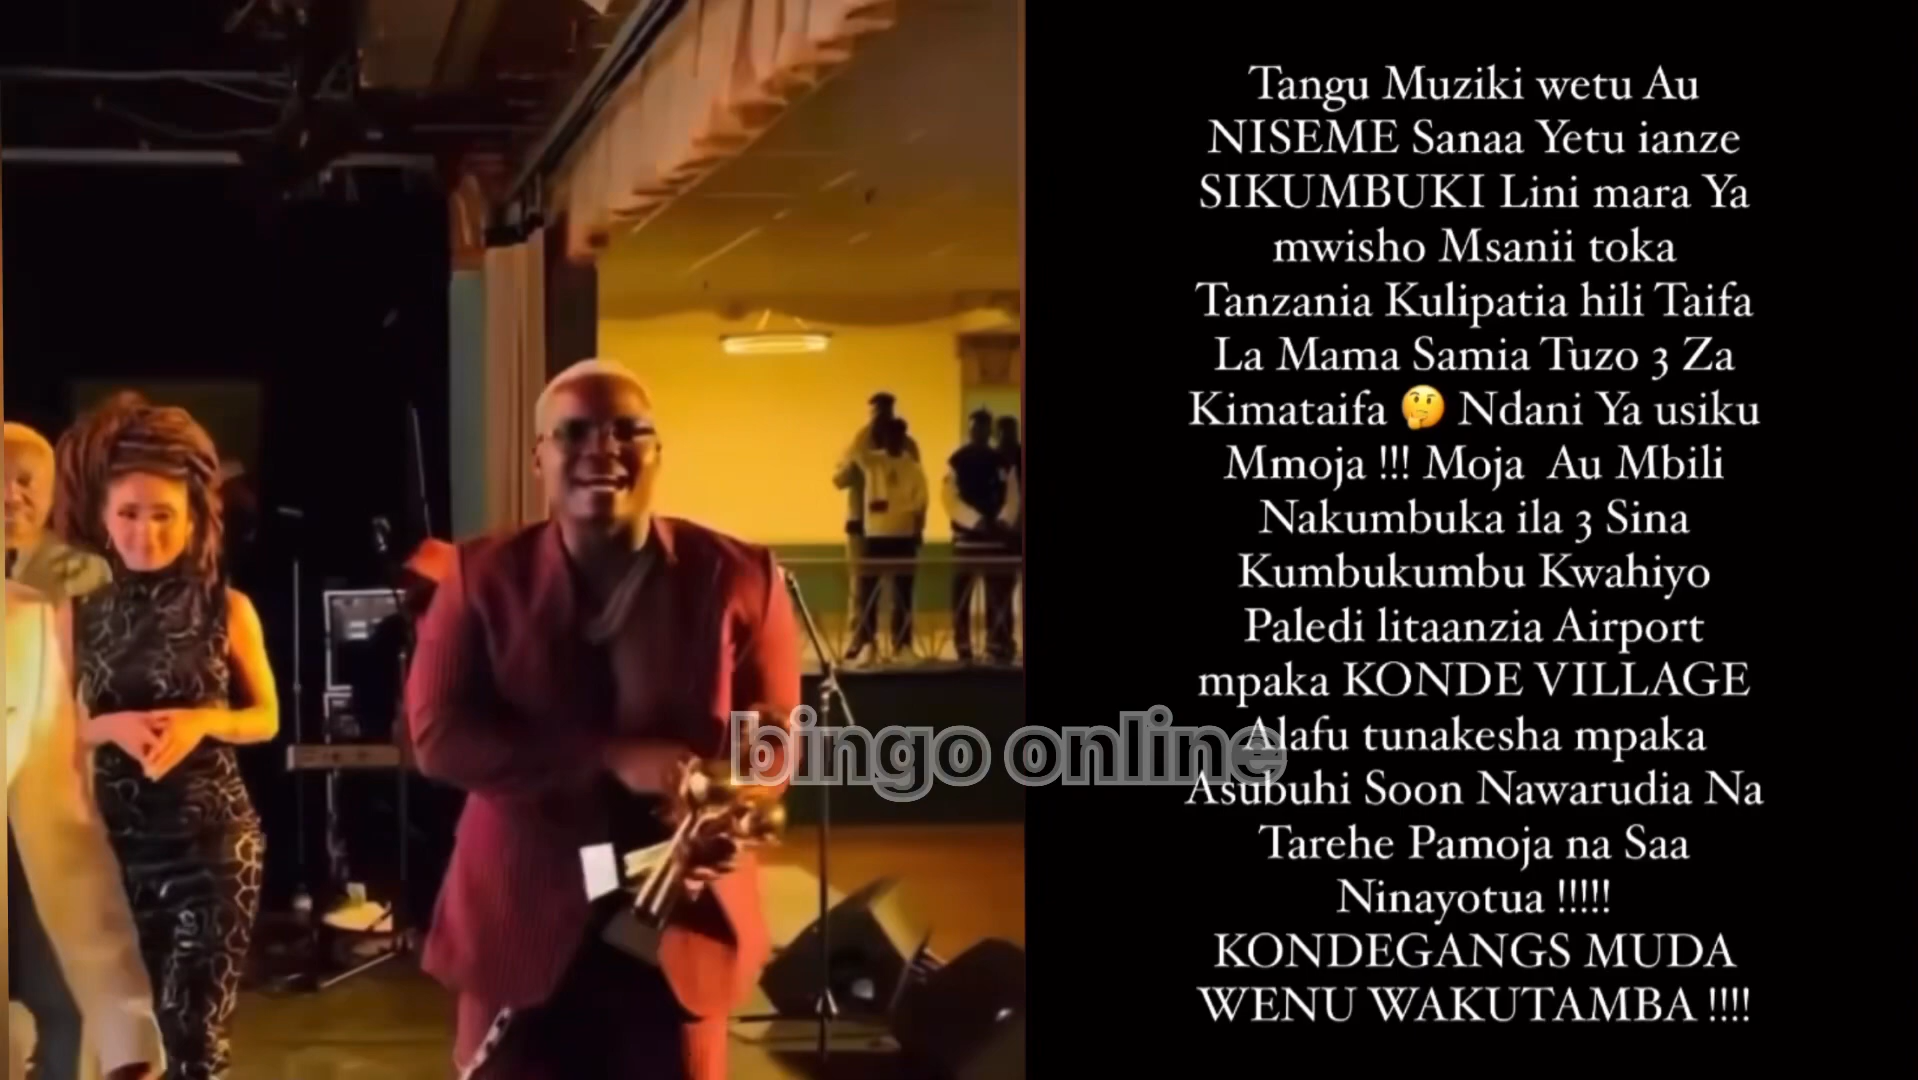 Tangu Muziki wetu Au
NISEME Sanaa Yetu ianze
SIKUMBUKI Lini mara Ya
mwisho Msanii toka
Tanzania Kulipatia hili Taifa
La Mama Samia Tuzo 3 Za
Kimataifa 🤔 Ndani Ya usiku
Mmoja !!! Moja Au Mbili
Nakumbuka ila 3 Sina
Kumbukumbu Kwahiyo
Paledi litaanzia Airport
mpaka KONDE VILLAGE
Alafu tunakesha mpaka
Asubuhi Soon Nawarudia Na
Tarehe Pamoja na Saa
Ninayotua !!!!!
KONDEGANGS MUDA
WENU WAKUTAMBA !!!!
bingo online